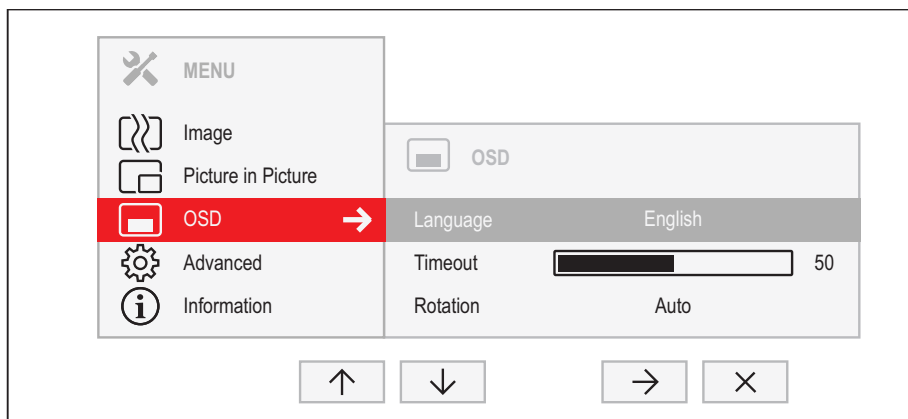 MENU
Image
Picture in Picture
OSD
Advanced
Information
OSD
Language English
Timeout 50
Rotation Auto